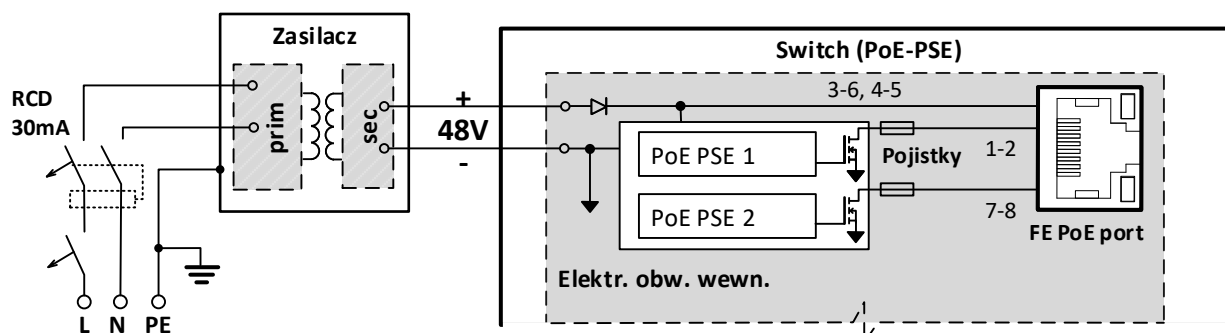 Zasilacz
Switch (PoE-PSE)
RCD
30mA
prim
sec
+
48V
-
3-6, 4-5
PoE PSE 1
Pojistky
1-2
PoE PSE 2
7-8
FE PoE port
Elektr. obw. wewn.
L N PE